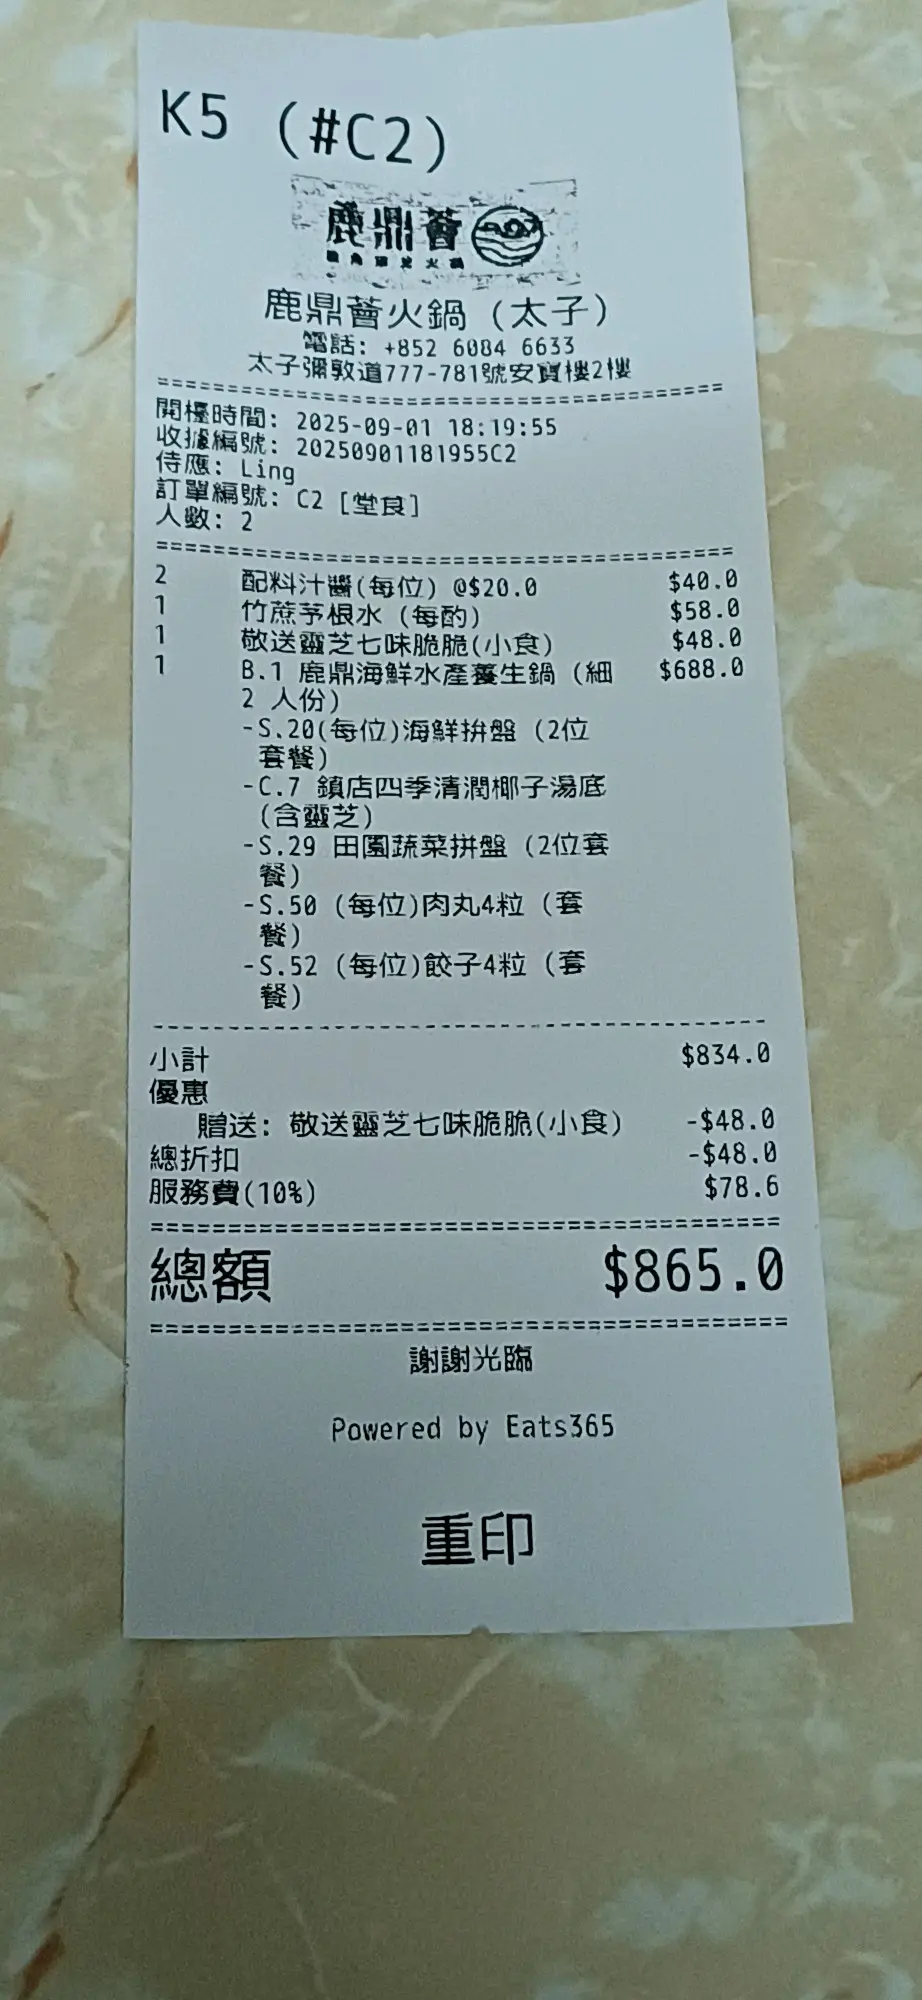 K5 (#C2)
鹿鼎薈
鹿鼎薈火鍋 (太子)
電話: +852 6084 6633
太子彌敦道777-781號安寶樓2樓
開檯時間: 2025-09-01 18:19:55
收據編號: 20250901181955C2
侍應: Ling
訂單編號: C2 [堂食]
人數: 2
2 配料汁醬(每位) @$20.0 $40.0
1 竹蔗茅根水 (每酌) $58.0
1 敬送靈芝七味脆脆(小食) $48.0
1 B.1 鹿鼎海鮮水產養生鍋 (細 $688.0
2 人份)
-S.20(每位)海鮮拼盤 (2位
套餐)
-C.7 鎮店四季清潤椰子湯底
(含靈芝)
-S.29 田園蔬菜拼盤 (2位套
餐)
-S.50 (每位)肉丸4粒 (套
餐)
-S.52 (每位)餃子4粒 (套
餐)
小計 $834.0
優惠
贈送: 敬送靈芝七味脆脆(小食) -$48.0
總折扣 -$48.0
服務費(10%) $78.6
總額 $865.0
謝謝光臨
Powered by Eats365
重印